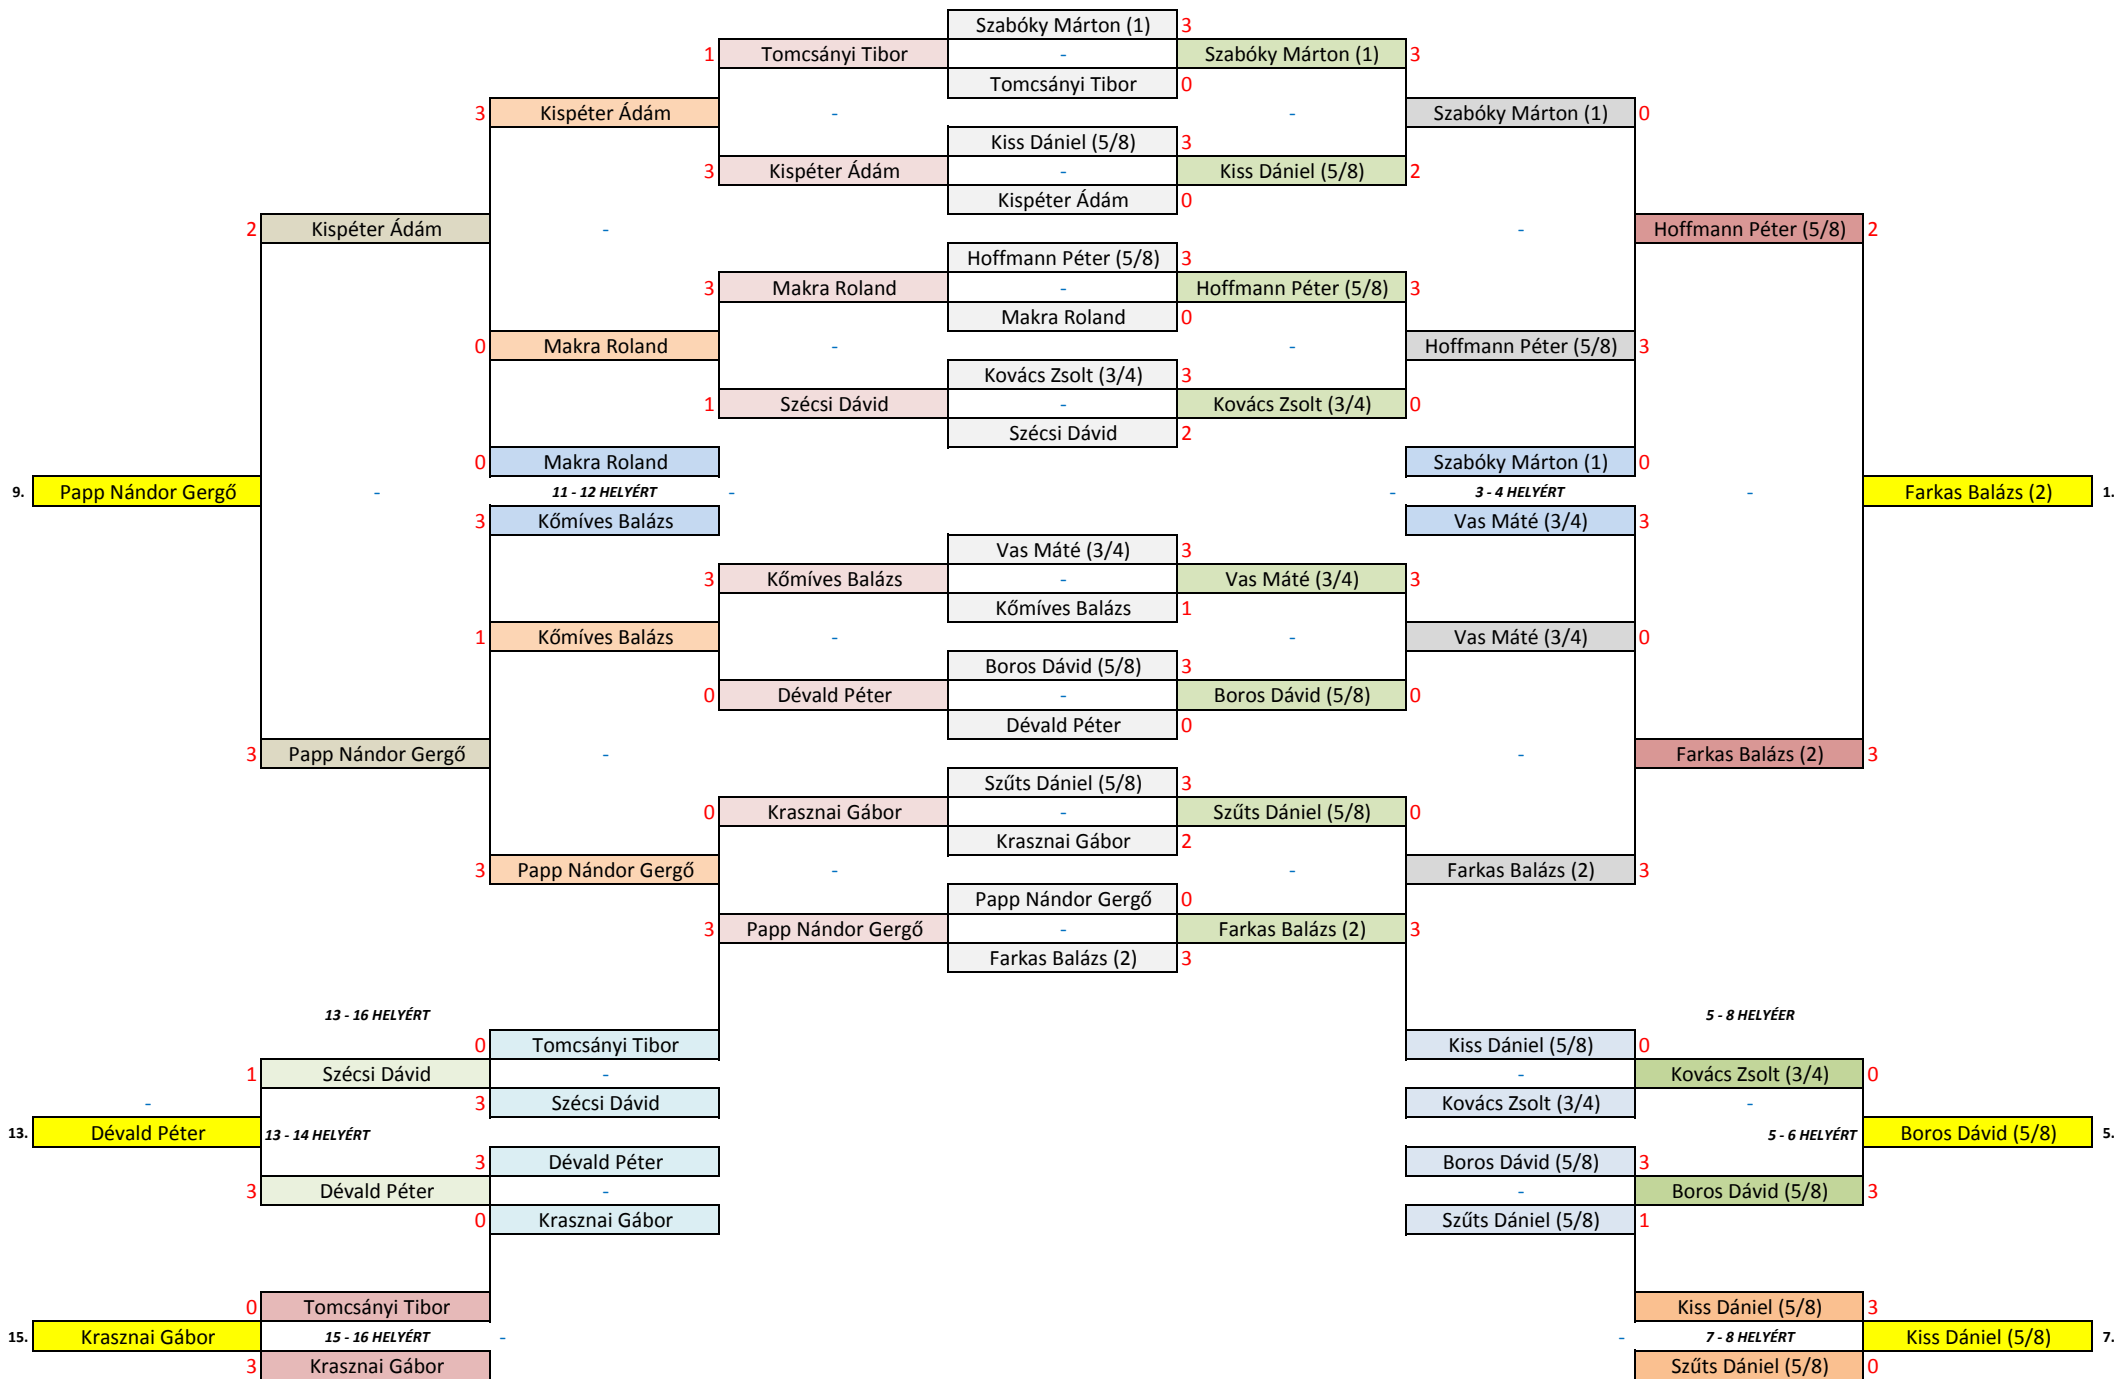 Szabóky Márton (1) 3
1 Tomcsányi Tibor - Szabóky Márton (1) 3
Tomcsányi Tibor 0
3 Kispéter Ádám - - Szabóky Márton (1) 0
Kiss Dániel (5/8) 3
3 Kispéter Ádám - Kiss Dániel (5/8) 2
Kispéter Ádám 0
2 Kispéter Ádám - - Hoffmann Péter (5/8) 2
Hoffmann Péter (5/8) 3
3 Makra Roland - Hoffmann Péter (5/8) 3
Makra Roland 0
0 Makra Roland - - Hoffmann Péter (5/8) 3
Kovács Zsolt (3/4) 3
1 Szécsi Dávid - Kovács Zsolt (3/4) 0
Szécsi Dávid 2
0 Makra Roland Szabóky Márton (1) 0
9. Papp Nándor Gergő - 11 - 12 HELYÉRT - - 3 - 4 HELYÉRT - Farkas Balázs (2) 1.
3 Kőmíves Balázs Vas Máté (3/4) 3
Vas Máté (3/4) 3
3 Kőmíves Balázs - Vas Máté (3/4) 3
Kőmíves Balázs 1
1 Kőmíves Balázs - - Vas Máté (3/4) 0
Boros Dávid (5/8) 3
0 Dévald Péter - Boros Dávid (5/8) 0
Dévald Péter 0
3 Papp Nándor Gergő - - Farkas Balázs (2) 3
Szűts Dániel (5/8) 3
0 Krasznai Gábor - Szűts Dániel (5/8) 0
Krasznai Gábor 2
3 Papp Nándor Gergő - - Farkas Balázs (2) 3
Papp Nándor Gergő 0
3 Papp Nándor Gergő - Farkas Balázs (2) 3
Farkas Balázs (2) 3
13 - 16 HELYÉRT 5 - 8 HELYÉER
0 Tomcsányi Tibor Kiss Dániel (5/8) 0
1 Szécsi Dávid - - Kovács Zsolt (3/4) 0
- 3 Szécsi Dávid Kovács Zsolt (3/4) -
13. Dévald Péter 13 - 14 HELYÉRT 5 - 6 HELYÉRT Boros Dávid (5/8) 5.
3 Dévald Péter Boros Dávid (5/8) 3
3 Dévald Péter - - Boros Dávid (5/8) 3
0 Krasznai Gábor Szűts Dániel (5/8) 1
0 Tomcsányi Tibor Kiss Dániel (5/8) 3
15. Krasznai Gábor 15 - 16 HELYÉRT - - 7 - 8 HELYÉRT Kiss Dániel (5/8) 7.
3 Krasznai Gábor Szűts Dániel (5/8) 0